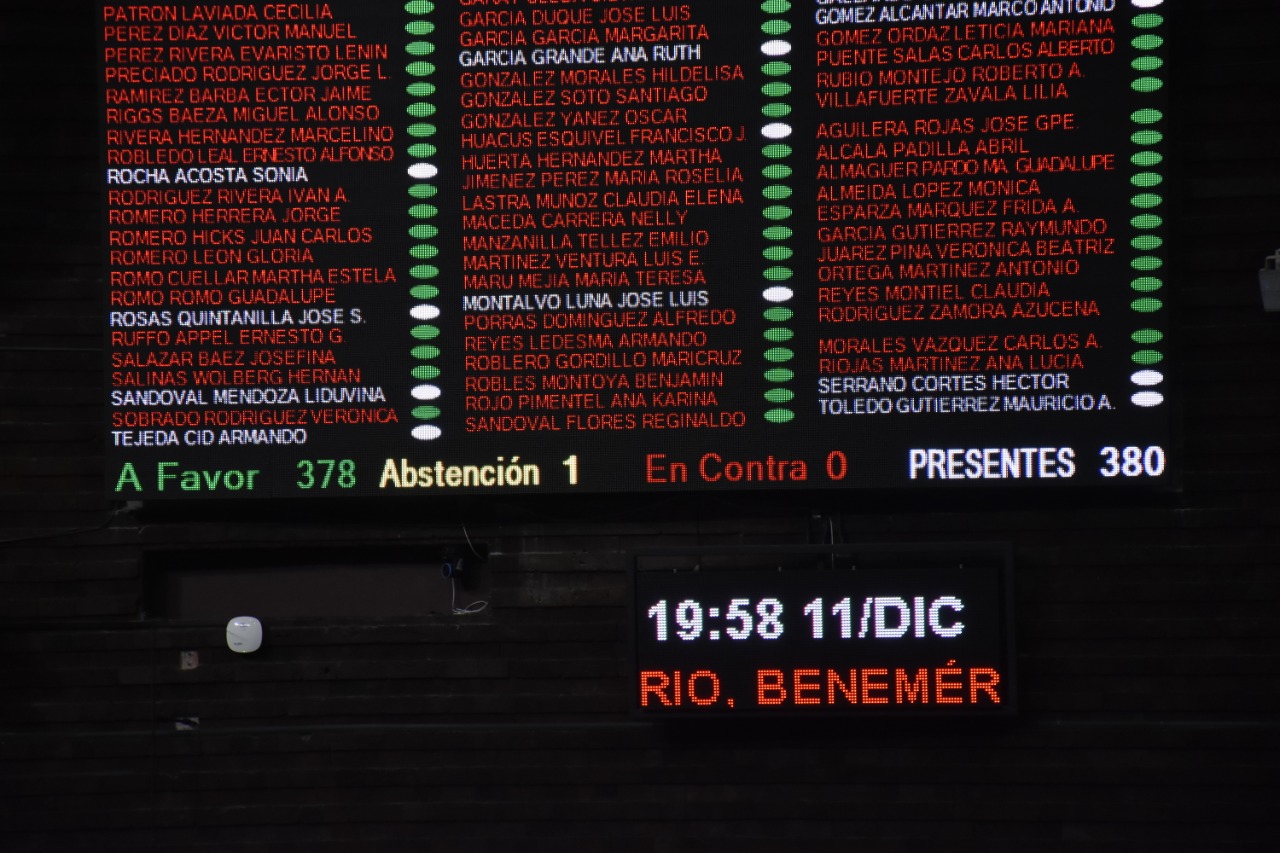 PATRON LAVIADA CECILIA
PEREZ DIAZ VICTOR MANUEL
PEREZ RIVERA EVARISTO LENIN
PRECIADO RODRIGUEZ JORGE L.
RAMIREZ BARBA ECTOR JAIME
RIGGS BAEZA MIGUEL ALONSO
RIVERA HERNANDEZ MARCELINO
ROBLEDO LEAL ERNESTO ALFONSO
ROCHA ACOSTA SONIA
RODRIGUEZ RIVERA IVAN A.
ROMERO HERRERA JORGE
ROMERO HICKS JUAN CARLOS
ROMERO LEON GLORIA
ROMO CUELLAR MARTHA ESTELA
ROMO ROMO GUADALUPE
ROSAS QUINTANILLA JOSE S.
RUFFO APPEL ERNESTO G.
SALAZAR BAEZ JOSEFINA
SALINAS WOLBERG HERNAN
SANDOVAL MENDOZA LIDUVINA
SOBRADO RODRIGUEZ VERONICA
TEJEDA CID ARMANDO
GARCIA DUQUE JOSE LUIS
GARCIA GARCIA MARGARITA
GARCIA GRANDE ANA RUTH
GONZALEZ MORALES HILDELISA
GONZALEZ SOTO SANTIAGO
GONZALEZ YANEZ OSCAR
HUACUS ESQUIVEL FRANCISCO J.
HUERTA HERNANDEZ MARTHA
JIMENEZ PEREZ MARIA ROSELIA
LASTRA MUNOZ CLAUDIA ELENA
MACEDA CARRERA NELLY
MANZANILLA TELLEZ EMILIO
MARTINEZ VENTURA LUIS E.
MARU MEJIA MARIA TERESA
MONTALVO LUNA JOSE LUIS
PORRAS DOMINGUEZ ALFREDO
REYES LEDESMA ARMANDO
ROBLERO GORDILLO MARICRUZ
ROBLES MONTOYA BENJAMIN
ROJO PIMENTEL ANA KARINA
SANDOVAL FLORES REGINALDO
GOMEZ ALCANTAR MARCO ANTONIO
GOMEZ ORDAZ LETICIA MARIANA
PUENTE SALAS CARLOS ALBERTO
RUBIO MONTEJO ROBERTO A.
VILLAFUERTE ZAVALA LILIA
AGUILERA ROJAS JOSE GPE.
ALCALA PADILLA ABRIL
ALMAGUER PARDO MA. GUADALUPE
ALMEIDA LOPEZ MONICA
ESPARZA MARQUEZ FRIDA A.
GARCIA GUTIERREZ RAYMUNDO
JUAREZ PINA VERONICA BEATRIZ
ORTEGA MARTINEZ ANTONIO
REYES MONTIEL CLAUDIA
RODRIGUEZ ZAMORA AZUCENA
MORALES VAZQUEZ CARLOS A.
RIOJAS MARTINEZ ANA LUCIA
SERRANO CORTES HECTOR
TOLEDO GUTIERREZ MAURICIO A.
A Favor 378 Abstención 1 En Contra 0 PRESENTES 380
19:58 11/DIC
RIO, BENEMÉR